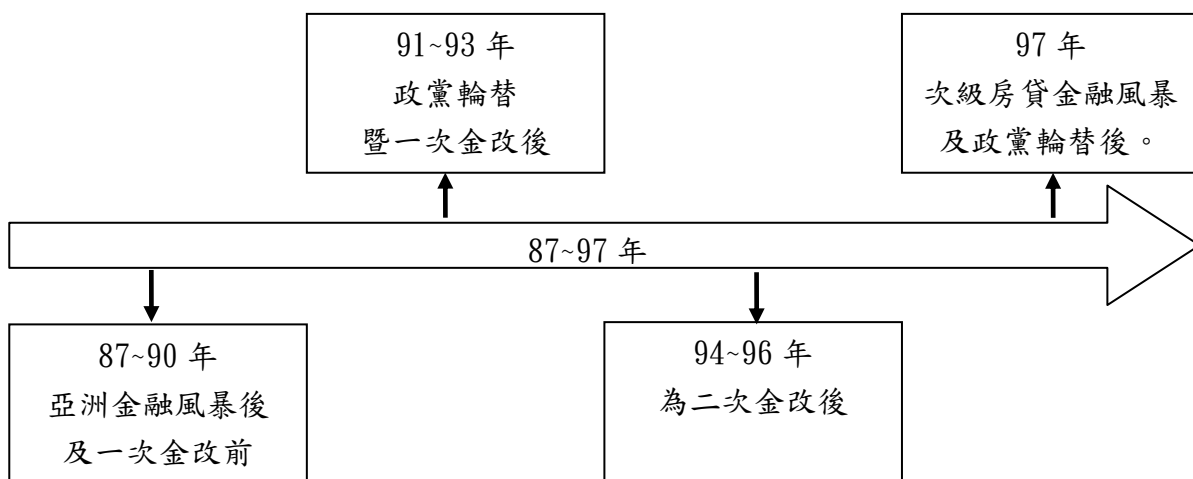 91~93 年
政黨輪替
暨一次金改後
97 年
次級房貸金融風暴
及政黨輪替後。
87~97 年
87~90 年
亞洲金融風暴後
及一次金改前
94~96 年
為二次金改後